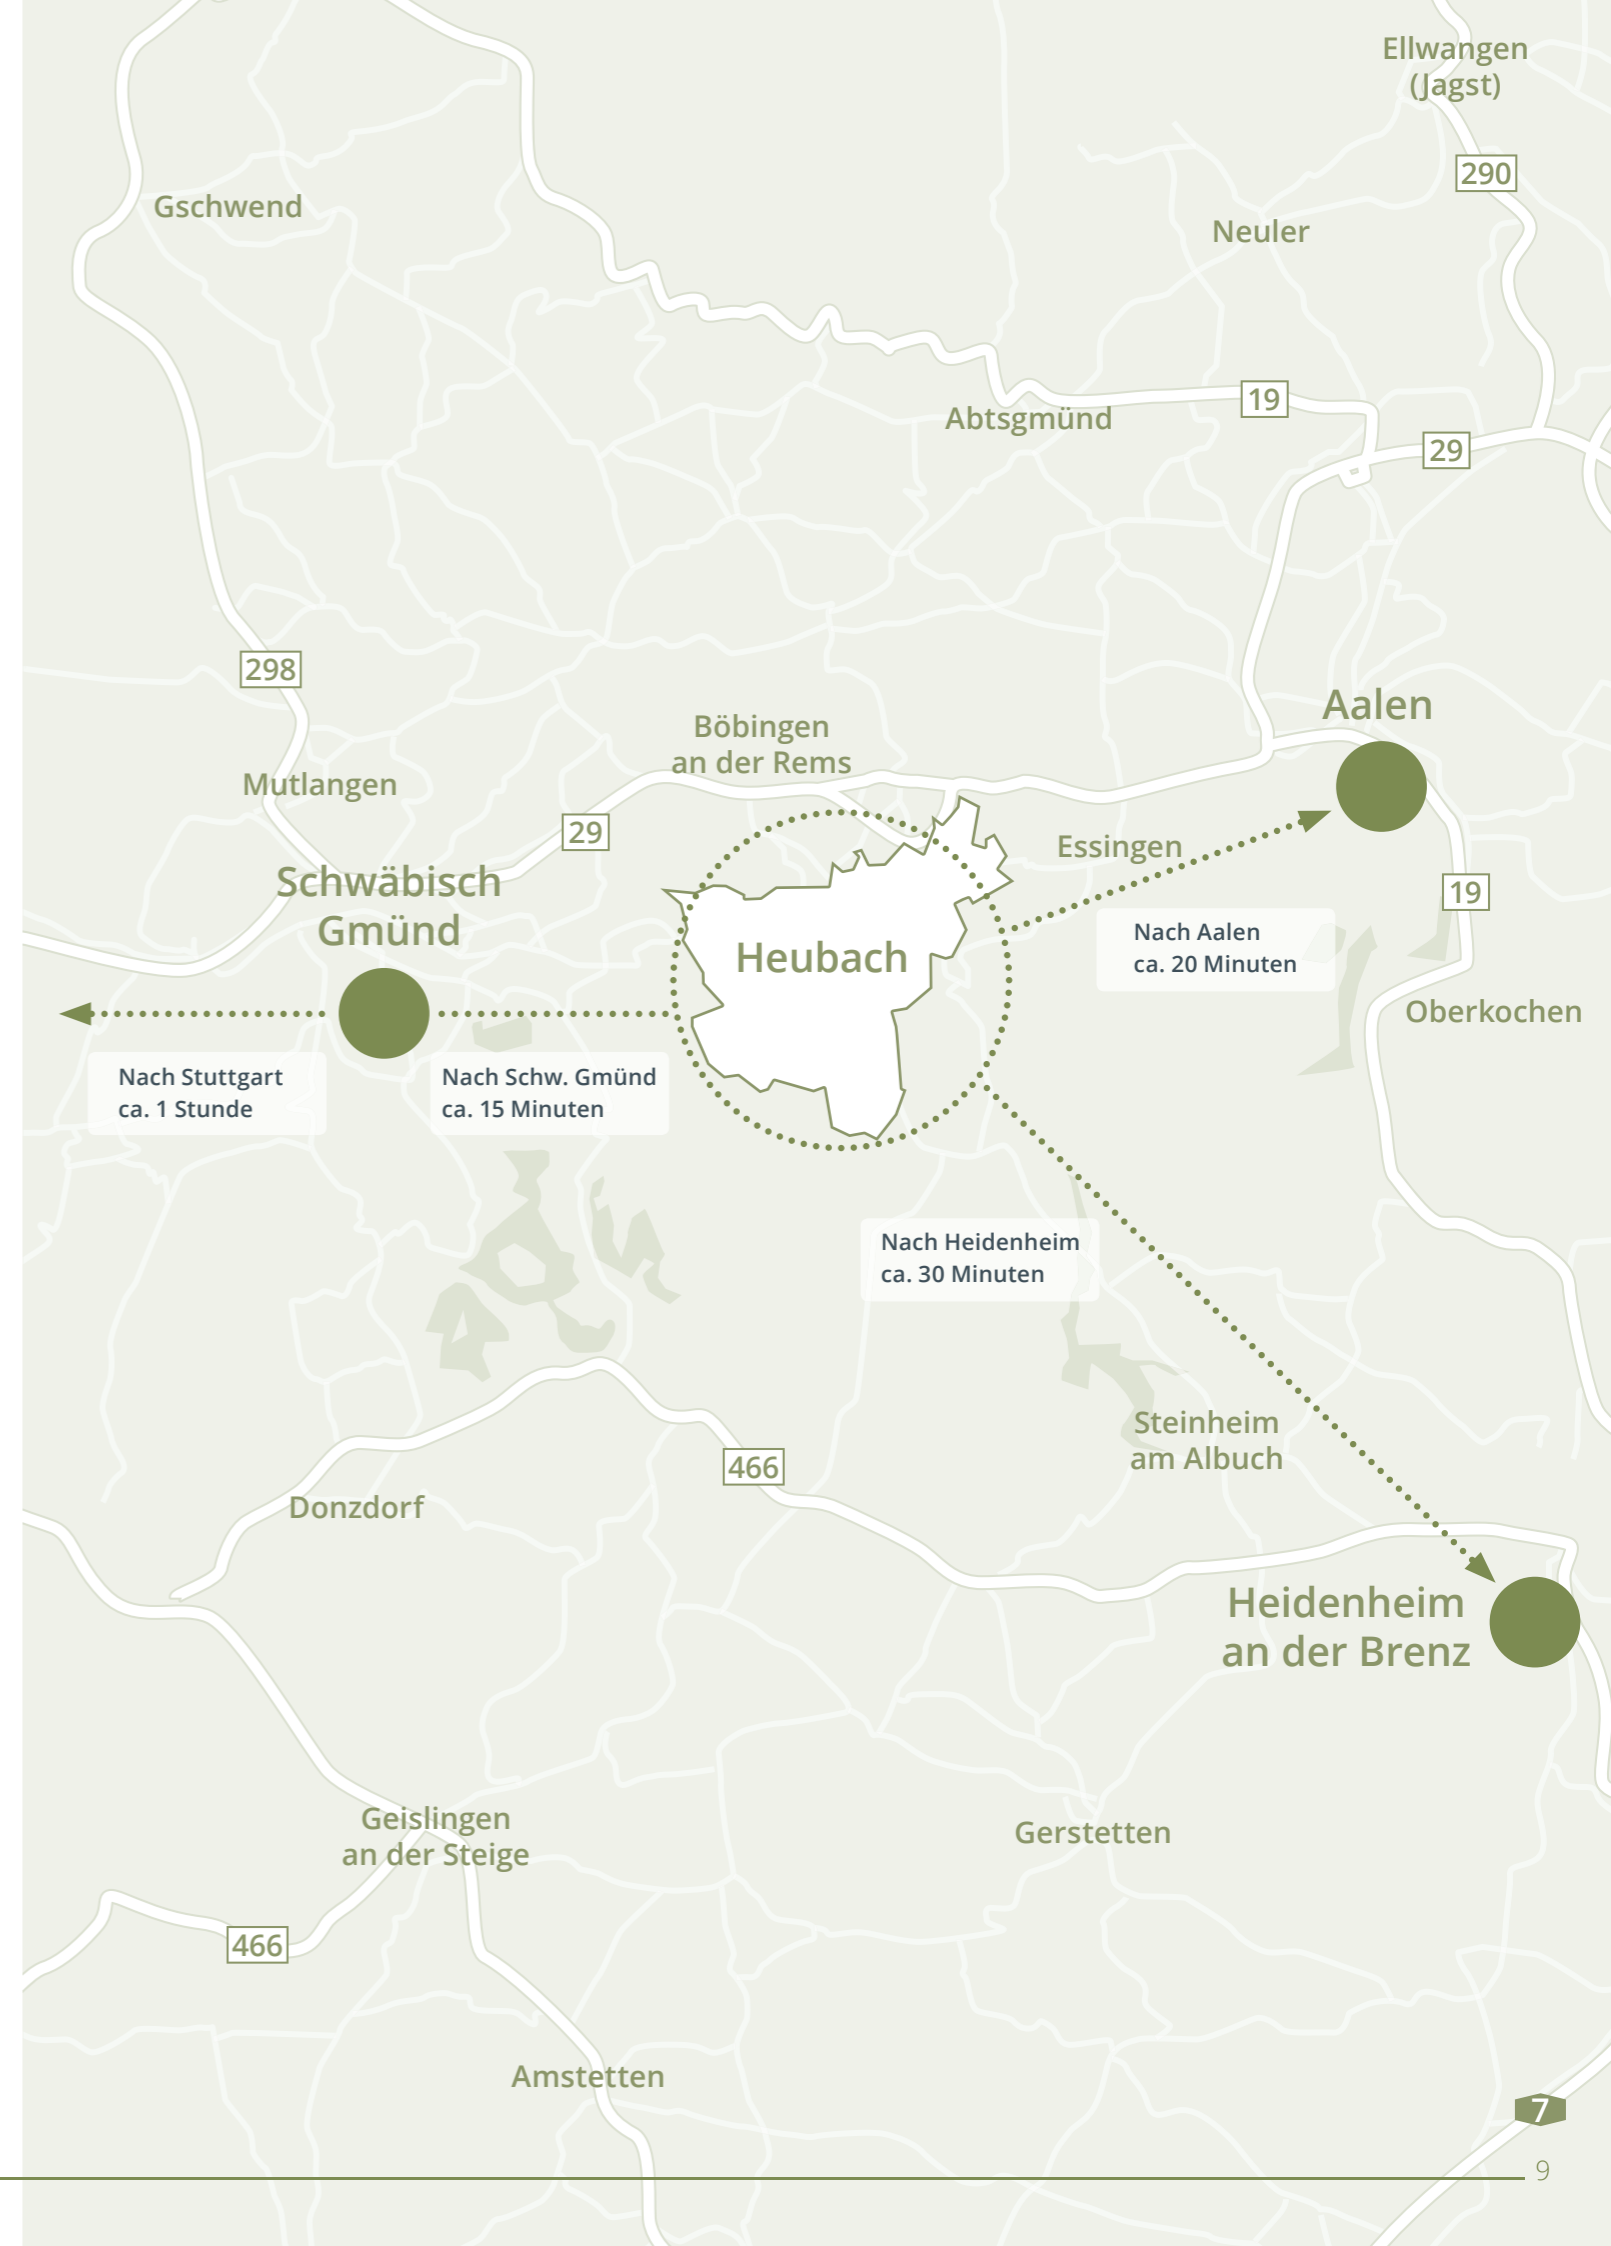 Ellwangen
(Jagst)
290
Gschwend
Neuler
19
Abtsgmünd
29
298
Aalen
Böbingen
an der Rems
Mutlangen
29
Essingen
Schwäbisch
Gmünd
19
Heubach
Nach Aalen
ca. 20 Minuten
Oberkochen
Nach Stuttgart
ca. 1 Stunde
Nach Schw. Gmünd
ca. 15 Minuten
Nach Heidenheim
ca. 30 Minuten
Steinheim
am Albuch
466
Donzdorf
Heidenheim
an der Brenz
Geislingen
an der Steige
Gerstetten
466
Amstetten
7
9